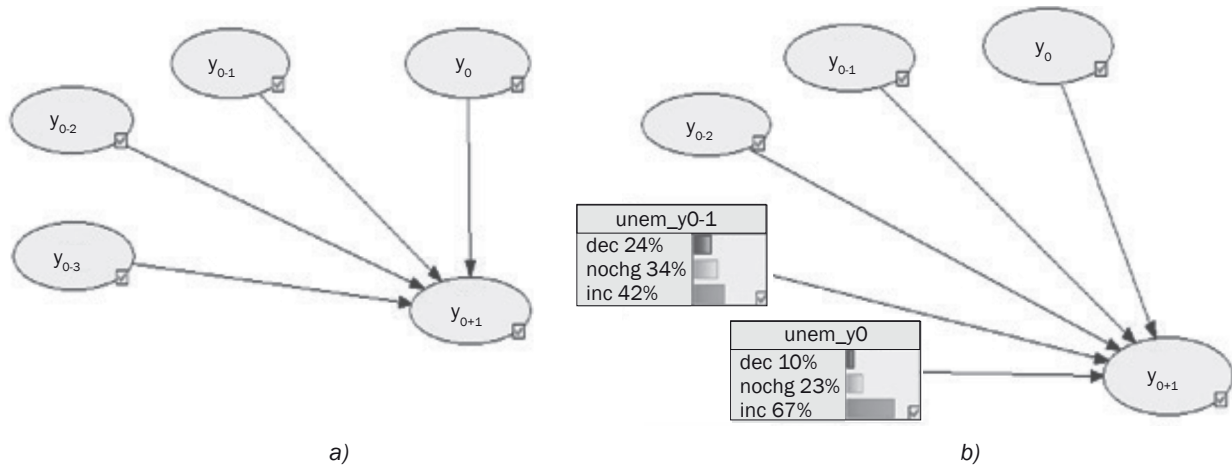 y0-1
y0
y0-2
y0-3
y0+1
a)
y0
y0-1
y0-2
unem_y0-1
dec 24%
nochg 34%
inc 42%
unem_y0
dec 10%
nochg 23%
inc 67%
y0+1
b)